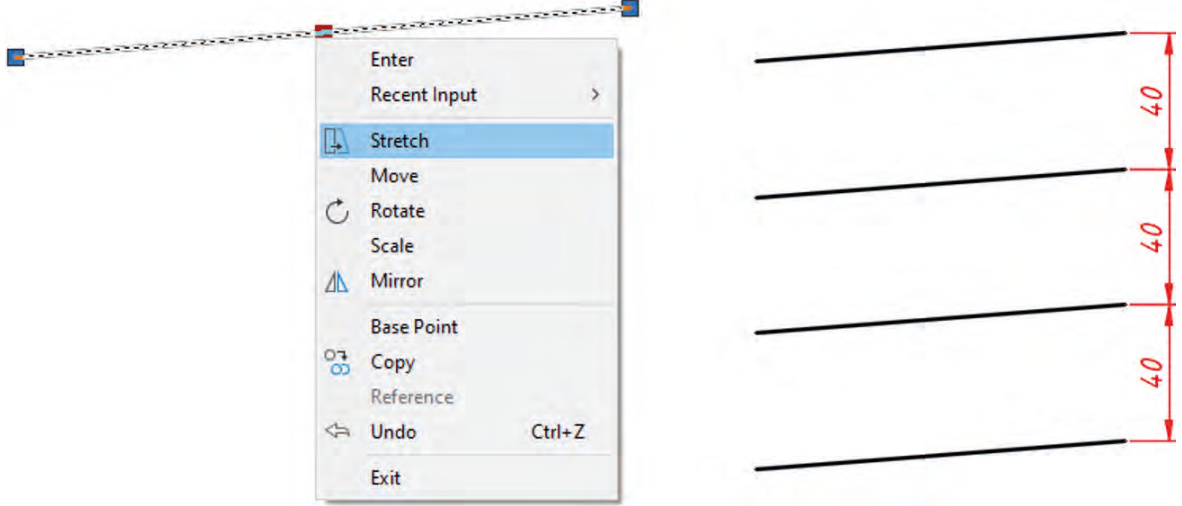 Enter
Recent Input
Stretch
Move
Rotate
Scale
Mirror
Base Point
Copy
Reference
Undo Ctrl+Z
Exit
40
40
40